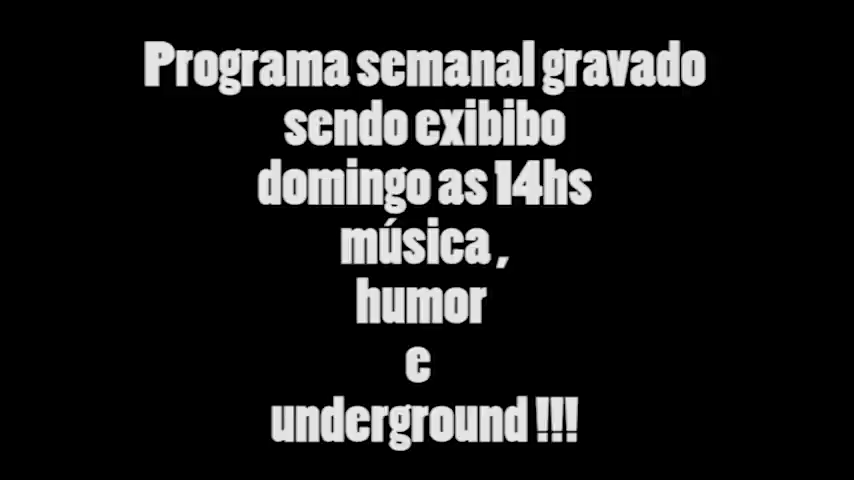 Programa semanal gravado
sendo exibibo
domingo as 14hs
música ,
humor
e
underground !!!